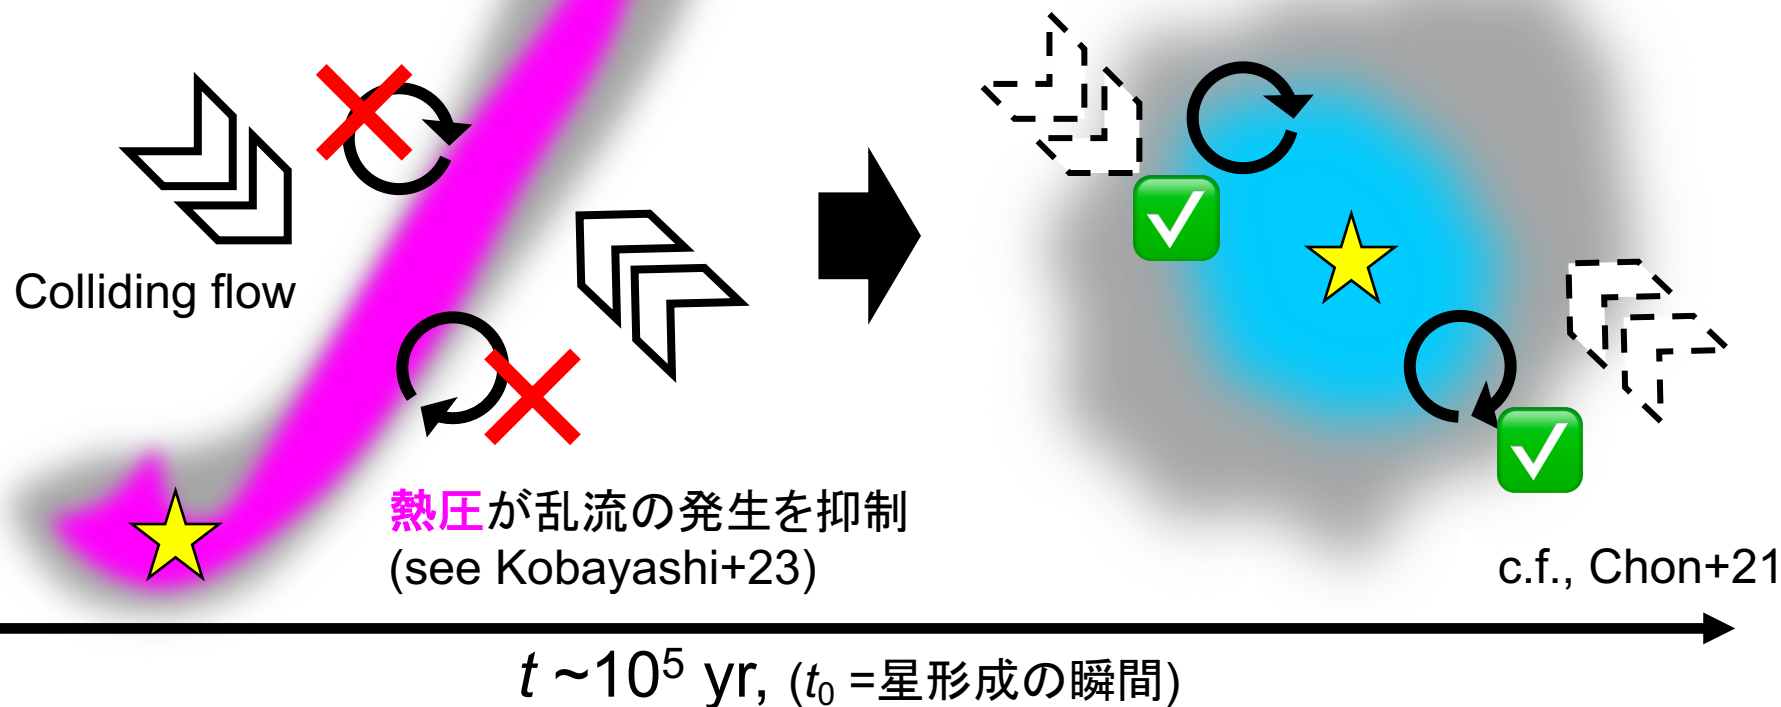 Colliding flow
熱圧が乱流の発生を抑制
(see Kobayashi+23)
c.f., Chon+21
t ~10⁵ yr, (t₀ =星形成の瞬間)